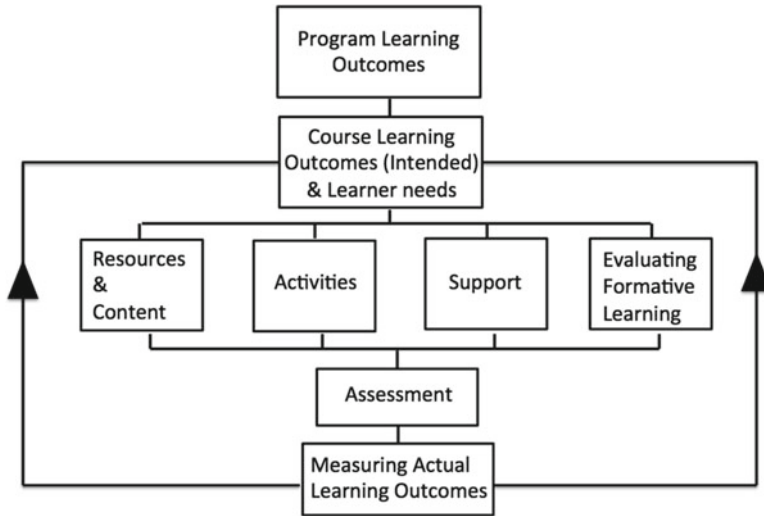 Program Learning
Outcomes
Course Learning
Outcomes (Intended)
& Learner needs
Resources
&
Content
Activities
Support
Evaluating
Formative
Learning
Assessment
Measuring Actual
Learning Outcomes